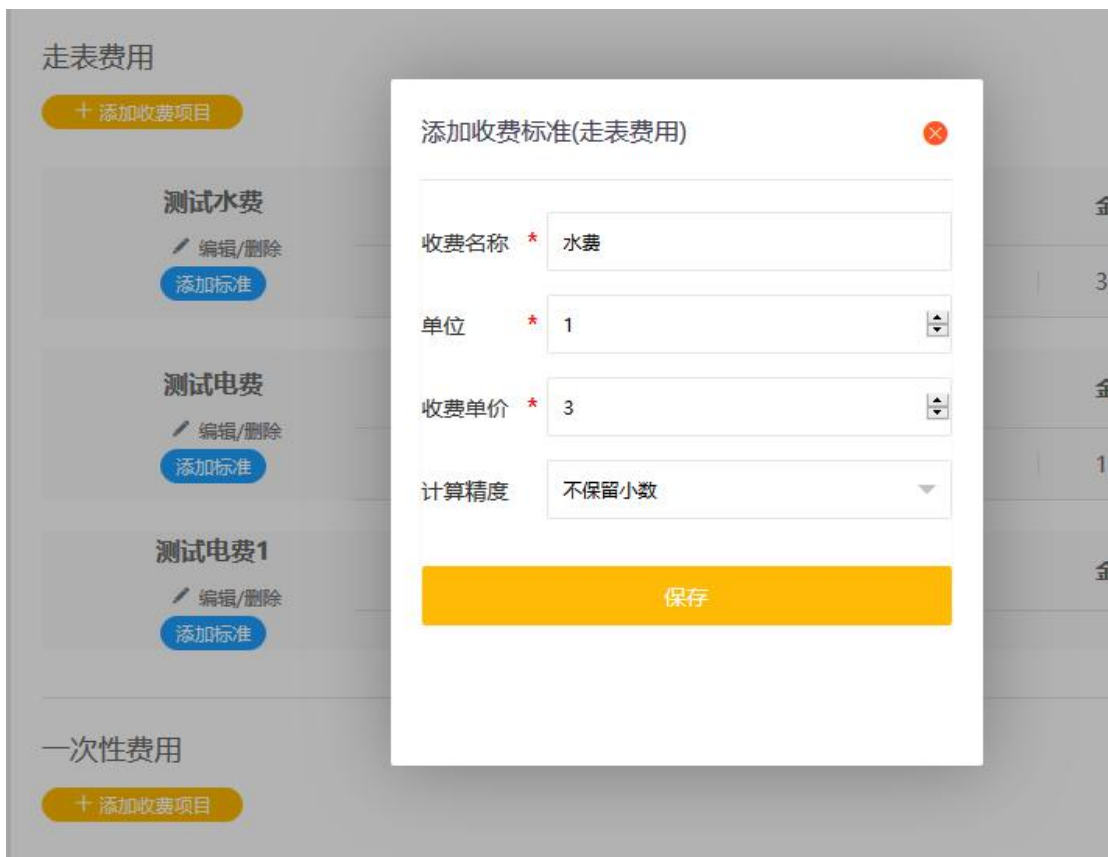 走表费用
+ 添加收费项目
测试水费
编辑/删除
添加标准
测试电费
编辑/删除
添加标准
测试电费1
编辑/删除
添加标准
一次性费用
+ 添加收费项目
添加收费标准(走表费用)
收费名称 * 水费
单位 * 1
收费单价 * 3
计算精度 不保留小数
保存
3
1